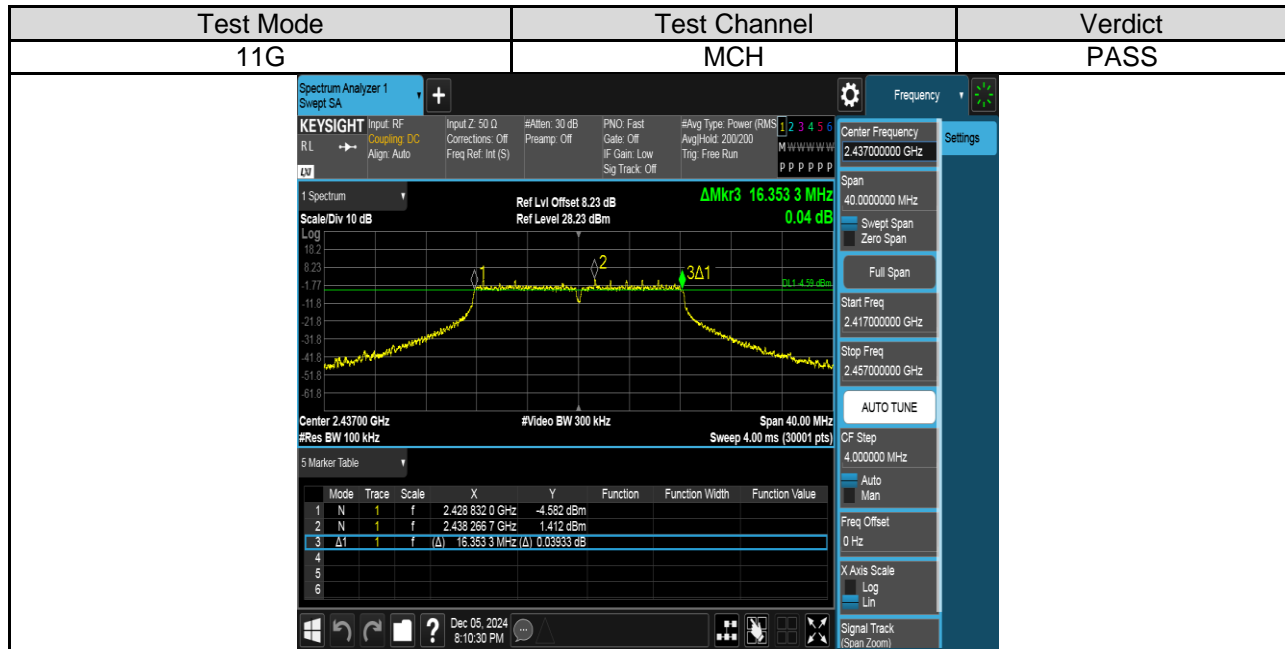 Test Mode Test Channel Verdict
11G MCH PASS
Spectrum Analyzer 1
Swept SA
+
Frequency
KEYSIGHT Input: RF Input Z: 50 Ω #Atten: 30 dB PNO: Fast #Avg Type: Power (RMS 1 2 3 4 5 6
RL Coupling: DC Corrections: Off Preamp: Off Gate: Off Avg|Hold: 200/200 M W W W W W
Align: Auto Freq Ref: Int (S) IF Gain: Low Trig: Free Run
LXI Sig Track: Off P P P P P P
1 Spectrum
Ref Lvl Offset 8.23 dB ΔMkr3 16.353 3 MHz
Scale/Div 10 dB Ref Level 28.23 dBm 0.04 dB
Log
18.2
8.23
-1.77
-11.8
-21.8
-31.8
-41.8
-51.8
-61.8
1
2
3Δ1
DL1 -4.59 dBm
Center 2.43700 GHz #Video BW 300 kHz Span 40.00 MHz
#Res BW 100 kHz Sweep 4.00 ms (30001 pts)
5 Marker Table
Mode Trace Scale X Y Function Function Width Function Value
1 N 1 f 2.428 832 0 GHz -4.582 dBm
2 N 1 f 2.438 266 7 GHz 1.412 dBm
3 Δ1 1 f (Δ) 16.353 3 MHz (Δ) 0.03933 dB
4
5
6
Dec 05, 2024
8:10:30 PM
Center Frequency
2.437000000 GHz
Settings
Span
40.0000000 MHz
Swept Span
Zero Span
Full Span
Start Freq
2.417000000 GHz
Stop Freq
2.457000000 GHz
AUTO TUNE
CF Step
4.000000 MHz
Auto
Man
Freq Offset
0 Hz
X Axis Scale
Log
Lin
Signal Track
(Span Zoom)